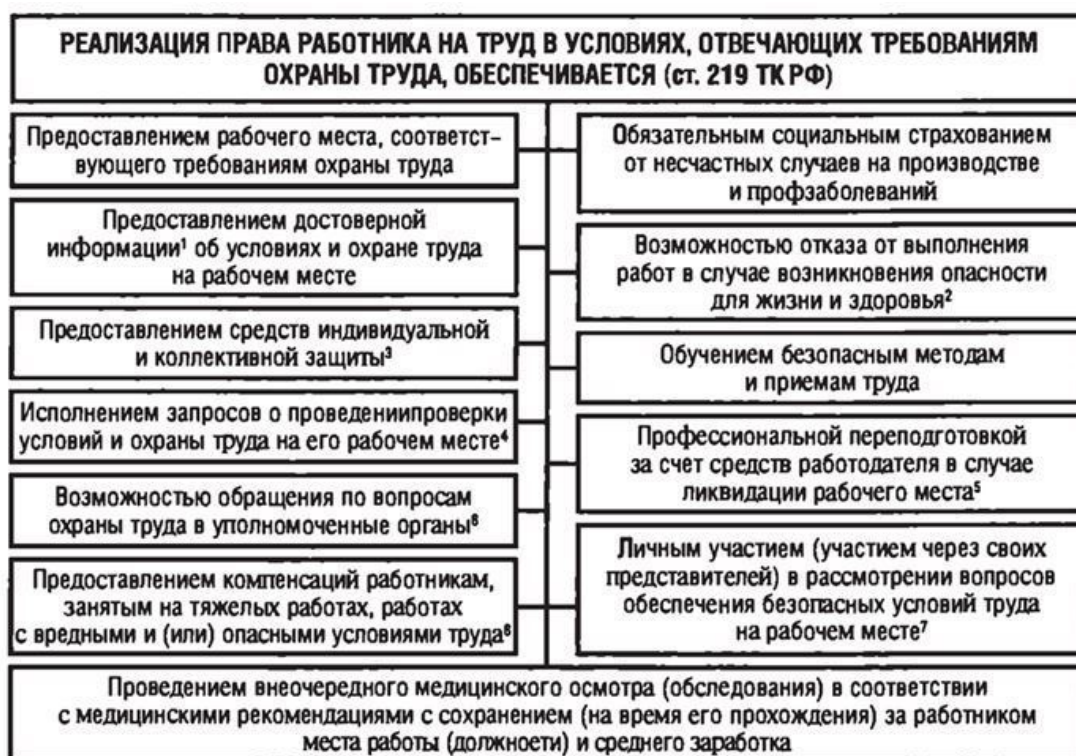 РЕАЛИЗАЦИЯ ПРАВА РАБОТНИКА НА ТРУД В УСЛОВИЯХ, ОТВЕЧАЮЩИХ ТРЕБОВАНИЯМ
ОХРАНЫ ТРУДА, ОБЕСПЕЧИВАЕТСЯ (ст. 219 ТК РФ)
Предоставлением рабочего места, соответст-
вующего требованиям охраны труда
Предоставлением достоверной
информации¹ об условиях и охране труда
на рабочем месте
Предоставлением средств индивидуальной
и коллективной защиты³
Исполнением запросов о проведениипроверки
условий и охраны труда на его рабочем месте⁴
Возможностью обращения по вопросам
охраны труда в уполномоченные органы⁸
Предоставлением компенсаций работникам,
занятым на тяжелых работах, работах
с вредными и (или) опасными условиями труда⁶
Обязательным социальным страхованием
от несчастных случаев на производстве
и профзаболеваний
Возможностью отказа от выполнения
работ в случае возникновения опасности
для жизни и здоровья²
Обучением безопасным методам
и приемам труда
Профессиональной переподготовкой
за счет средств работодателя в случае
ликвидации рабочего места⁵
Личным участием (участием через своих
представителей) в рассмотрении вопросов
обеспечения безопасных условий труда
на рабочем месте⁷
Проведением внеочередного медицинского осмотра (обследования) в соответствии
с медицинскими рекомендациями с сохранением (на время его прохождения) за работником
места работы (должности) и среднего заработка